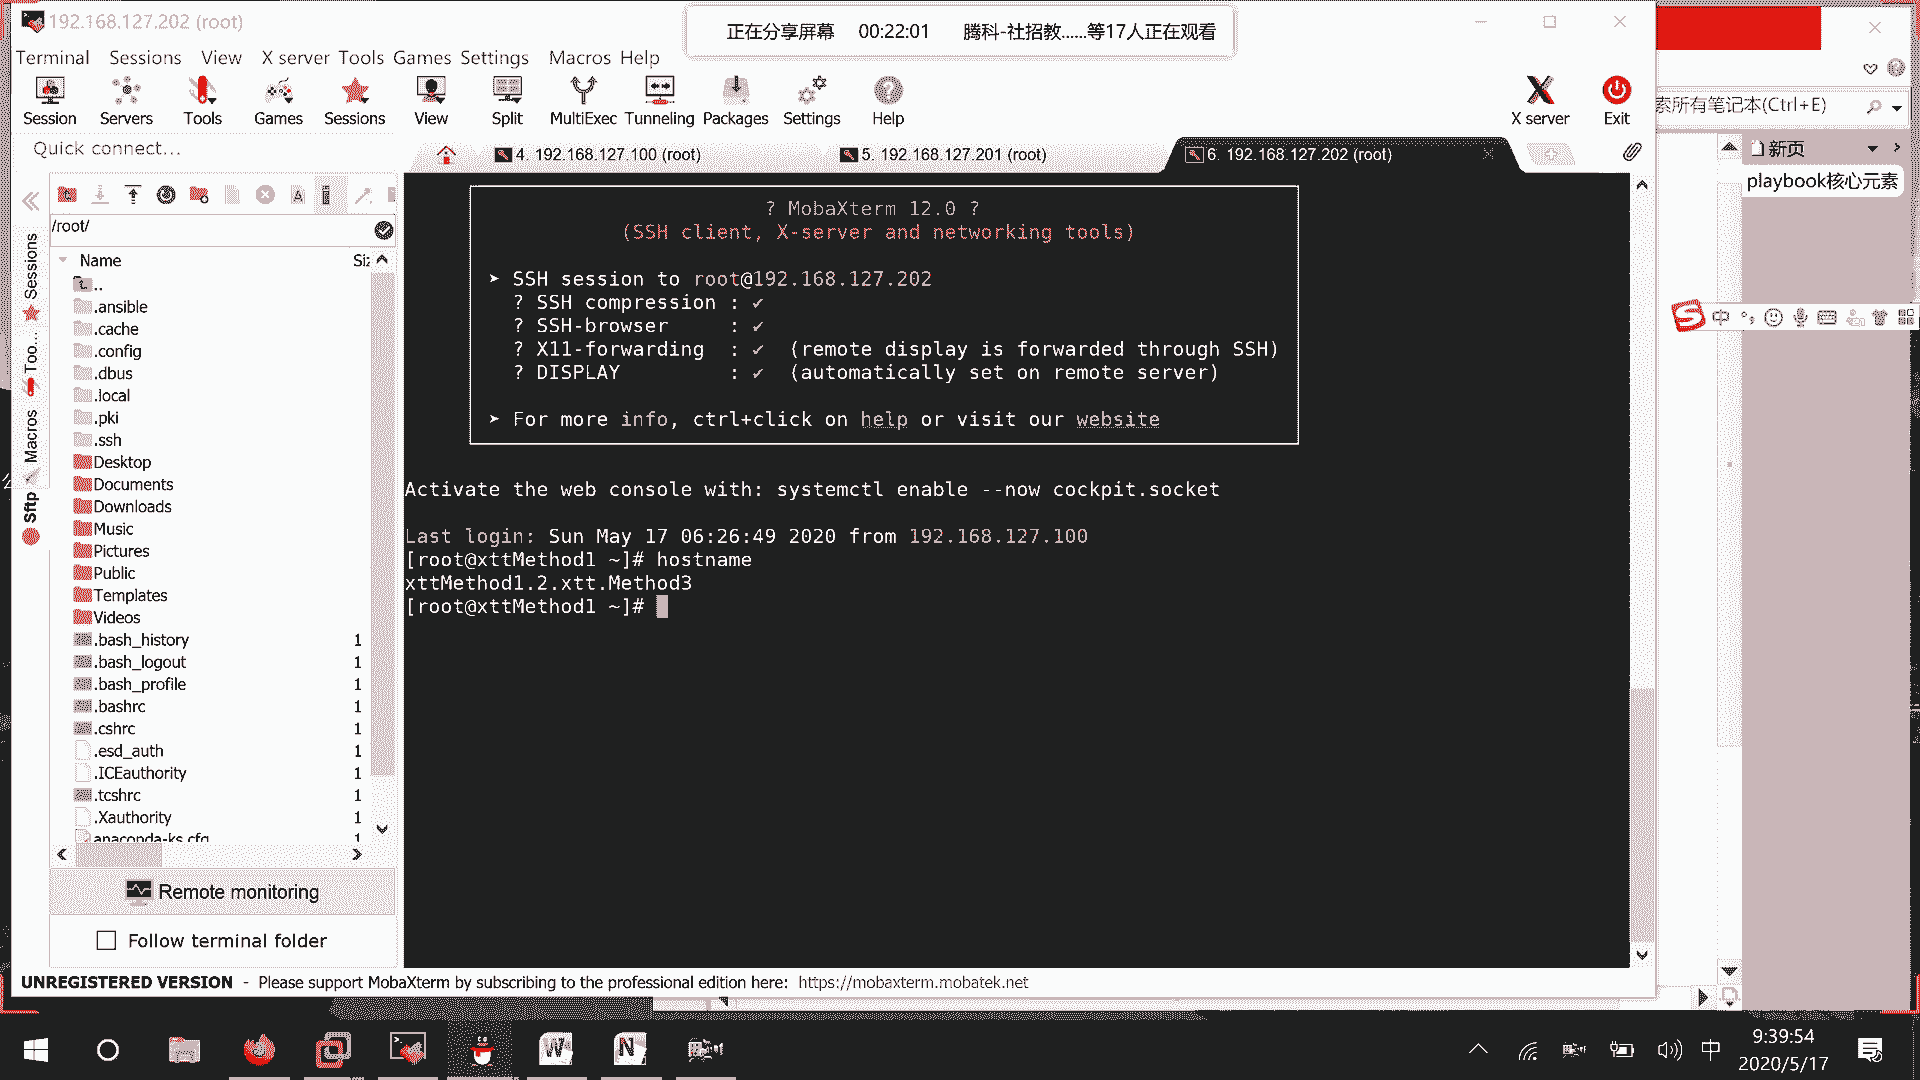 192.168.127.202 (root)
正在分享屏幕 00:22:01 腾科-社招教......等17人正在观看
Terminal Sessions View X server Tools Games Settings Macros Help
Session Servers Tools Games Sessions View Split MultiExec Tunneling Packages Settings Help X server Exit
索所有笔记本(Ctrl+E)
Quick connect...
4. 192.168.127.100 (root)
5. 192.168.127.201 (root)
6. 192.168.127.202 (root)
新页
playbook核心元素
Sessions
Too...
Macros
Sftp
/root/
Name Siz
..
.ansible
.cache
.config
.dbus
.local
.pki
.ssh
Desktop
Documents
Downloads
Music
Pictures
Public
Templates
Videos
.bash_history 1
.bash_logout 1
.bash_profile 1
.bashrc 1
.cshrc 1
.esd_auth 1
.ICEauthority 1
.tcshrc 1
.Xauthority 1
anaconda-ks.cfg 1
Remote monitoring
Follow terminal folder
? MobaXterm 12.0 ?
(SSH client, X-server and networking tools)
➤ SSH session to root@192.168.127.202
? SSH compression : ✔
? SSH-browser : ✔
? X11-forwarding : ✔ (remote display is forwarded through SSH)
? DISPLAY : ✔ (automatically set on remote server)
➤ For more info, ctrl+click on help or visit our website
Activate the web console with: systemctl enable --now cockpit.socket
Last login: Sun May 17 06:26:49 2020 from 192.168.127.100
[root@xttMethod1 ~]# hostname
xttMethod1.2.xtt.Method3
[root@xttMethod1 ~]#
中
UNREGISTERED VERSION - Please support MobaXterm by subscribing to the professional edition here: https://mobaxterm.mobatek.net
中
9:39:54
2020/5/17